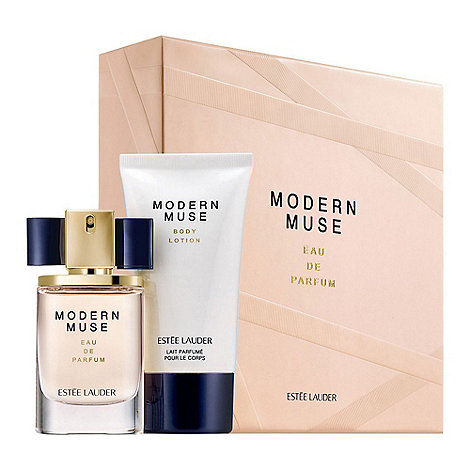 MODERN
MUSE
EAU
DE
PARFUM
ESTĒE LAUDER
MODERN
MUSE
BODY
LOTION
ESTĒE LAUDER
LAIT PARFUMÉ
POUR LE CORPS
MODERN
MUSE
EAU
DE
PARFUM
ESTĒE LAUDER